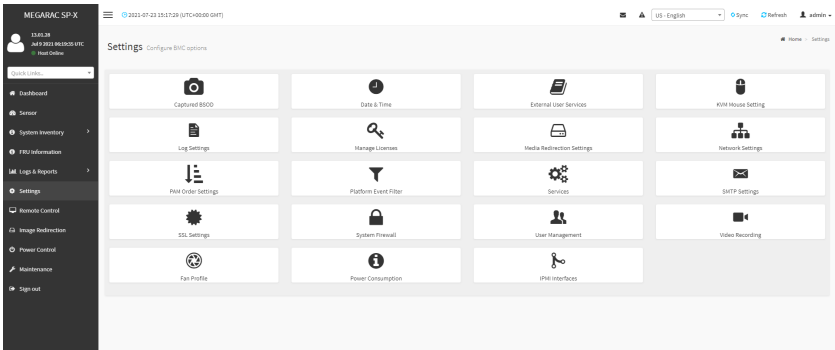 MEGARAC SP-X
2021-07-23 15:17:29 (UTC+00:00 GMT)
US - English
Sync
Refresh
admin
13.01.28
Jul 9 2021 06:19:35 UTC
Host Online
Quick Links...
Dashboard
Sensor
System Inventory
FRU Information
Logs & Reports
Settings
Remote Control
Image Redirection
Power Control
Maintenance
Sign out
Settings Configure BMC options
Home > Settings
Captured BSOD
Date & Time
External User Services
KVM Mouse Setting
Log Settings
Manage Licenses
Media Redirection Settings
Network Settings
PAM Order Settings
Platform Event Filter
Services
SMTP Settings
SSL Settings
System Firewall
User Management
Video Recording
Fan Profile
Power Consumption
IPMI Interfaces